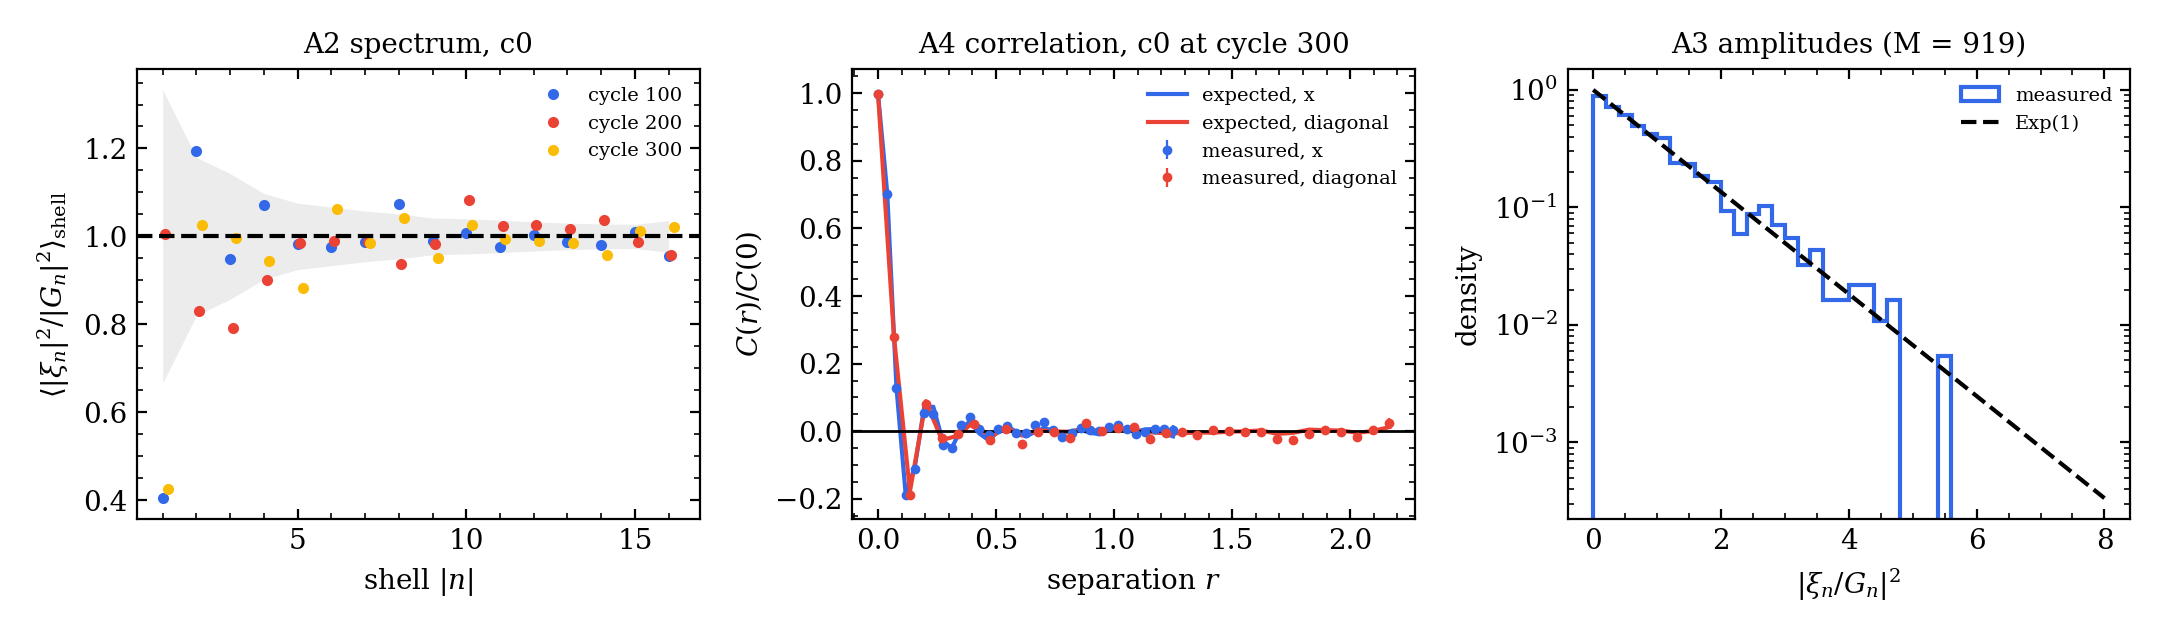 A2 spectrum, c0
1.2
1.0
0.8
0.6
0.4
5
10
15
⟨|ξₙ|²/|Gₙ|²⟩shell
shell |n|
cycle 100
cycle 200
cycle 300
A4 correlation, c0 at cycle 300
1.0
0.8
0.6
0.4
0.2
0.0
−0.2
0.0
0.5
1.0
1.5
2.0
C(r)/C(0)
separation r
expected, x
expected, diagonal
measured, x
measured, diagonal
A3 amplitudes (M = 919)
10⁰
10⁻¹
10⁻²
10⁻³
0
2
4
6
8
density
|ξₙ/Gₙ|²
measured
Exp(1)